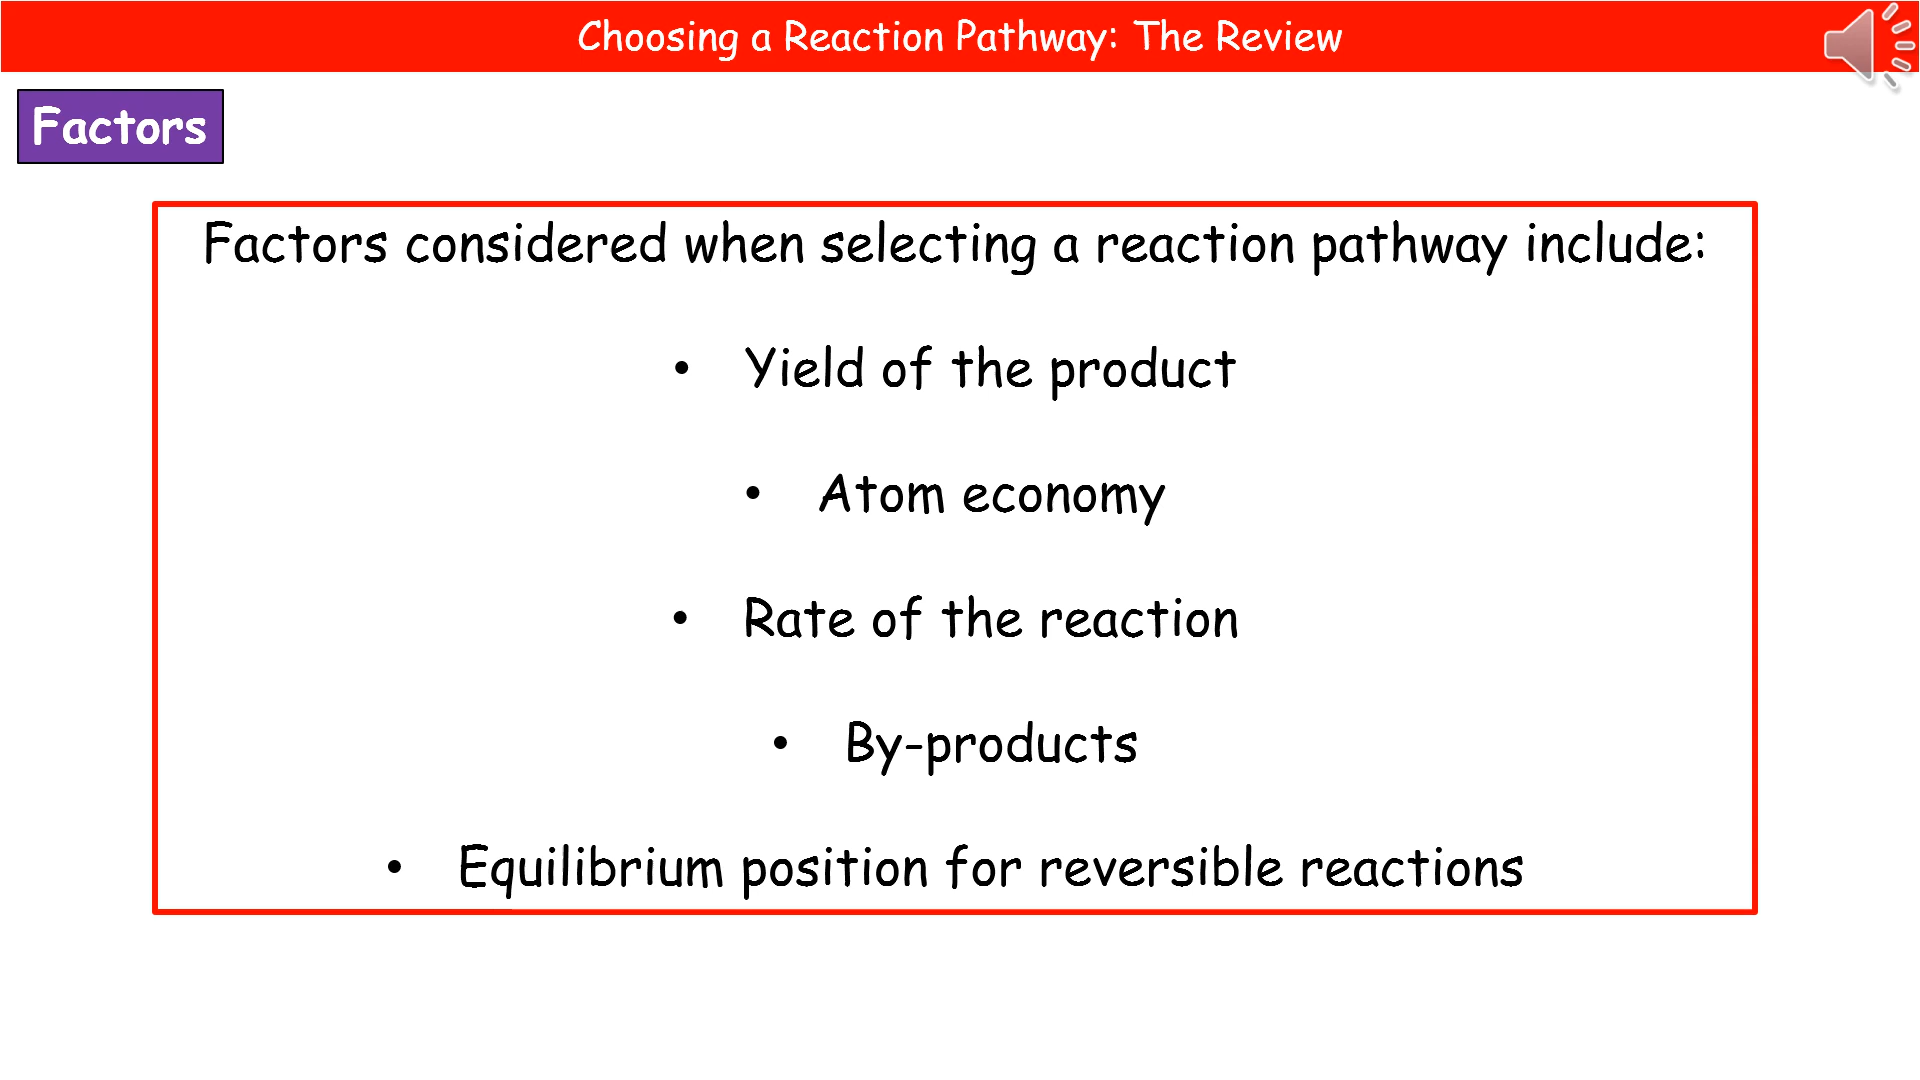 Choosing a Reaction Pathway: The Review
Factors
Factors considered when selecting a reaction pathway include:
• Yield of the product
• Atom economy
• Rate of the reaction
• By-products
• Equilibrium position for reversible reactions